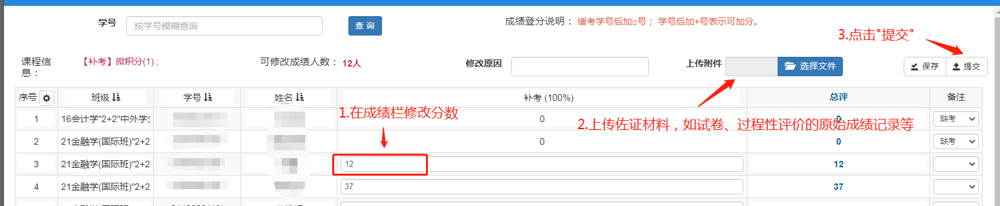 学号 按学号模糊查询 查 询 成绩登分说明： 缓考学号后加□号； 学号后加+号表示可加分。
3.点击"提交"
课程信息： 【补考】微积分(1) ; 可修改成绩人数： 12人 修改原因 上传附件 选择文件 保存 提交
序号 班级 学号 姓名 补考 (100%) 总评 备注
1.在成绩栏修改分数
1 16会计学"2+2"中外学分 0 0 缺考
2.上传佐证材料，如试卷、过程性评价的原始成绩记录等
2 21金融学(国际班)"2+2 0 0 缺考
3 21金融学(国际班)"2+2 12 12
4 21金融学(国际班)"2+2 37 37